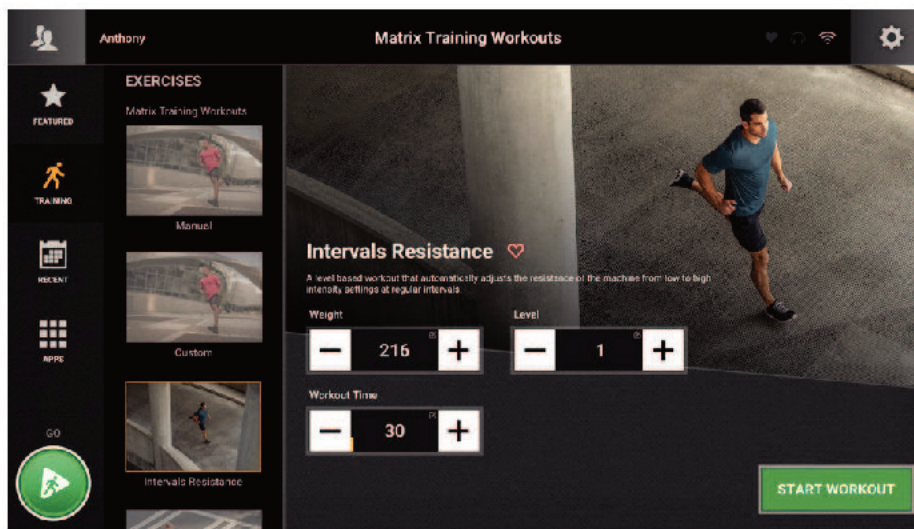 Anthony
Matrix Training Workouts
FEATURED
TRAINING
RECENT
APPS
GO
EXERCISES
Matrix Training Workouts
Manual
Custom
Intervals Resistance
Intervals Resistance
A level based workout that automatically adjusts the resistance of the machine from low to high
intensity settings at regular intervals
Weight
216
Level
1
Workout Time
30
START WORKOUT